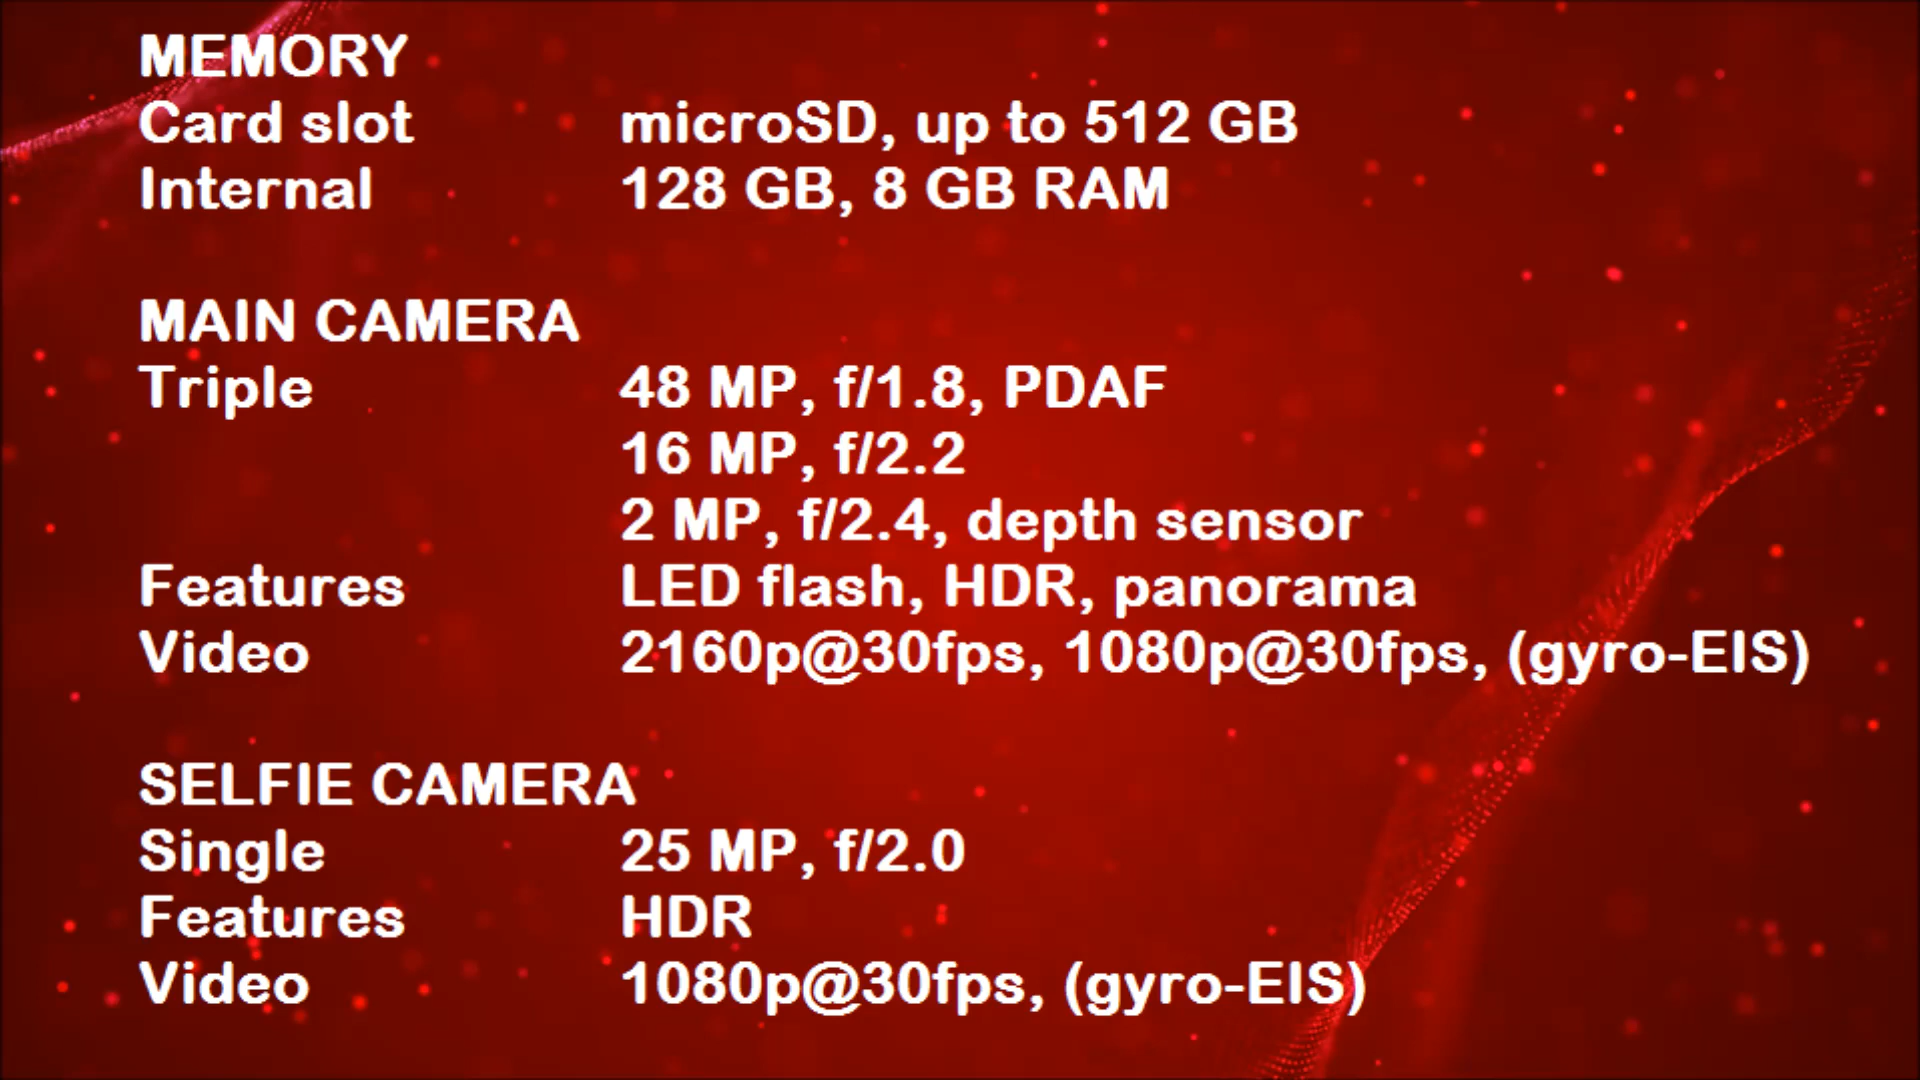 MEMORY
Card slot microSD, up to 512 GB
Internal 128 GB, 8 GB RAM
MAIN CAMERA
Triple 48 MP, f/1.8, PDAF
16 MP, f/2.2
2 MP, f/2.4, depth sensor
Features LED flash, HDR, panorama
Video 2160p@30fps, 1080p@30fps, (gyro-EIS)
SELFIE CAMERA
Single 25 MP, f/2.0
Features HDR
Video 1080p@30fps, (gyro-EIS)